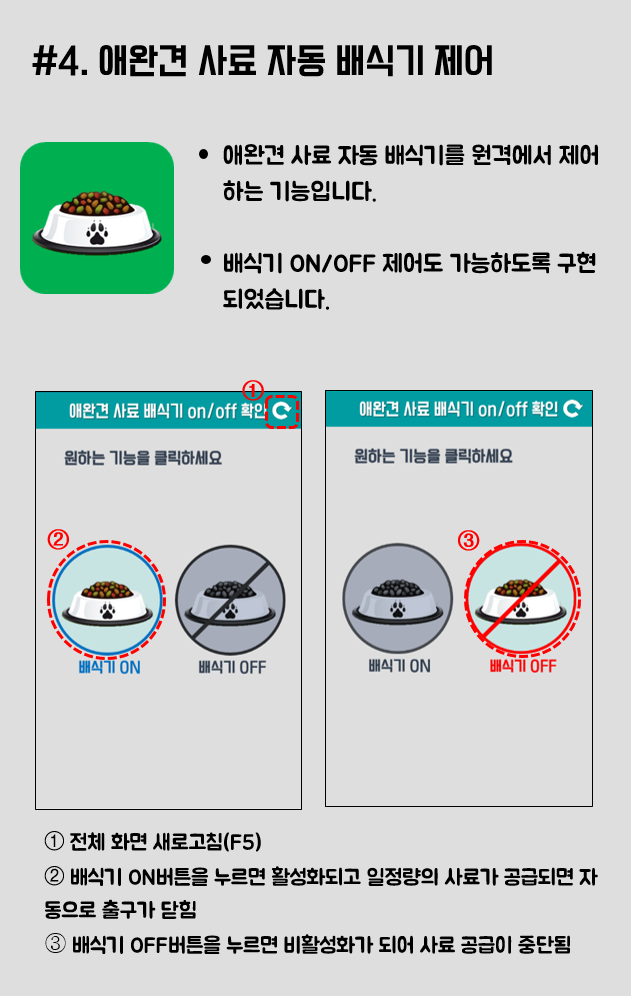 #4. 애완견 사료 자동 배식기 제어
• 애완견 사료 자동 배식기를 원격에서 제어
하는 기능입니다.
• 배식기 ON/OFF 제어도 가능하도록 구현
되었습니다.
①
애완견 사료 배식기 on/off 확인
원하는 기능을 클릭하세요
②
배식기 ON
배식기 OFF
애완견 사료 배식기 on/off 확인
원하는 기능을 클릭하세요
③
배식기 ON
배식기 OFF
① 전체 화면 새로고침(F5)
② 배식기 ON버튼을 누르면 활성화되고 일정량의 사료가 공급되면 자
동으로 출구가 닫힘
③ 배식기 OFF버튼을 누르면 비활성화가 되어 사료 공급이 중단됨